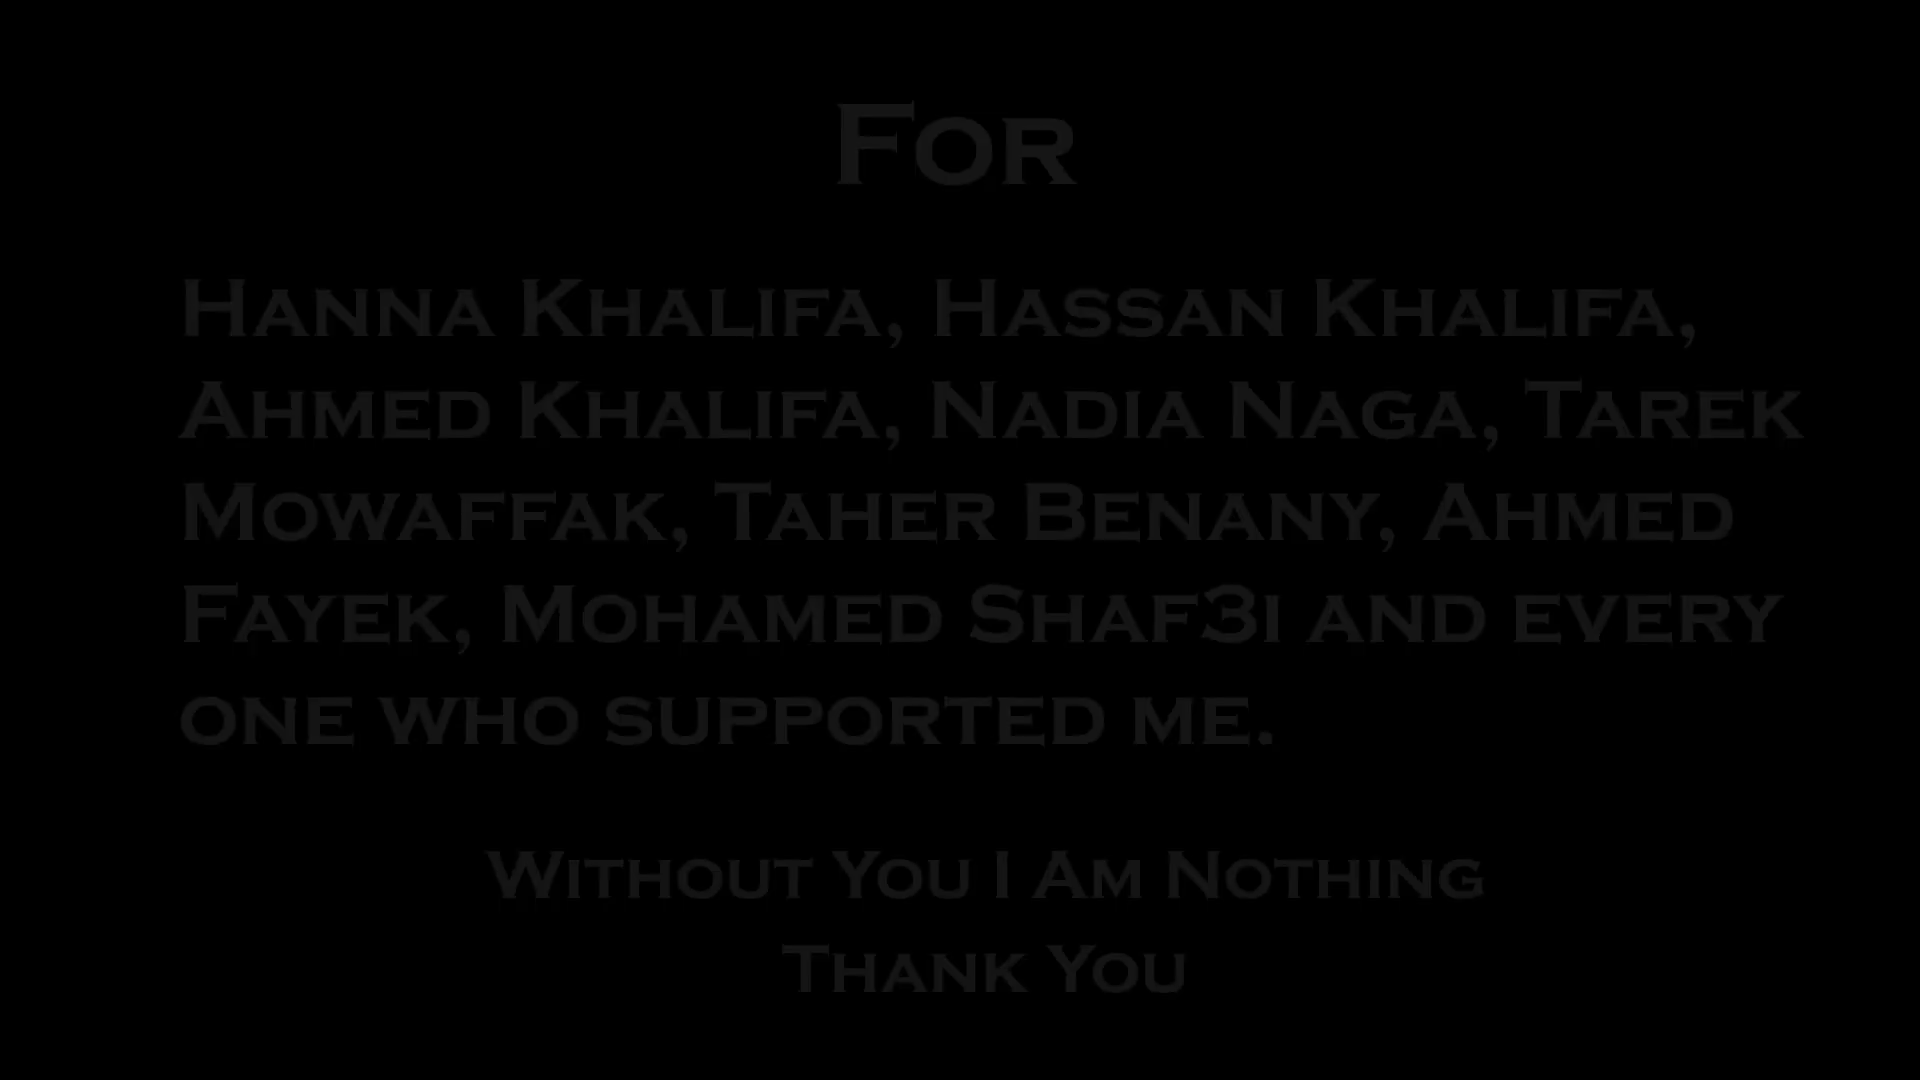 For
Hanna Khalifa, Hassan Khalifa,
Ahmed Khalifa, Nadia Naga, Tarek
Mowaffak, Taher Benany, Ahmed
Fayek, Mohamed Shaf3i and every
one who supported me.
Without You I Am Nothing
Thank You